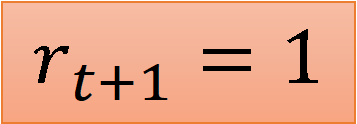 r_{t+1} = 1